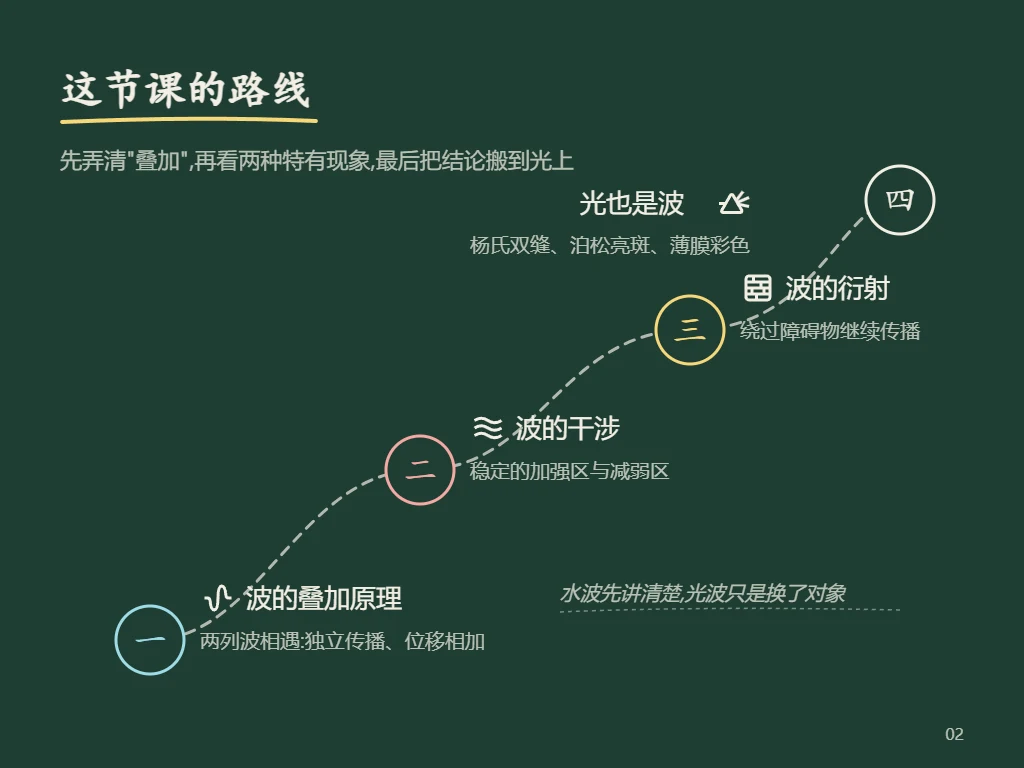 这节课的路线
先弄清"叠加",再看两种特有现象,最后把结论搬到光上
光也是波
杨氏双缝、泊松亮斑、薄膜彩色
四
波的衍射
绕过障碍物继续传播
三
波的干涉
稳定的加强区与减弱区
二
波的叠加原理
两列波相遇:独立传播、位移相加
一
水波先讲清楚,光波只是换了对象
02